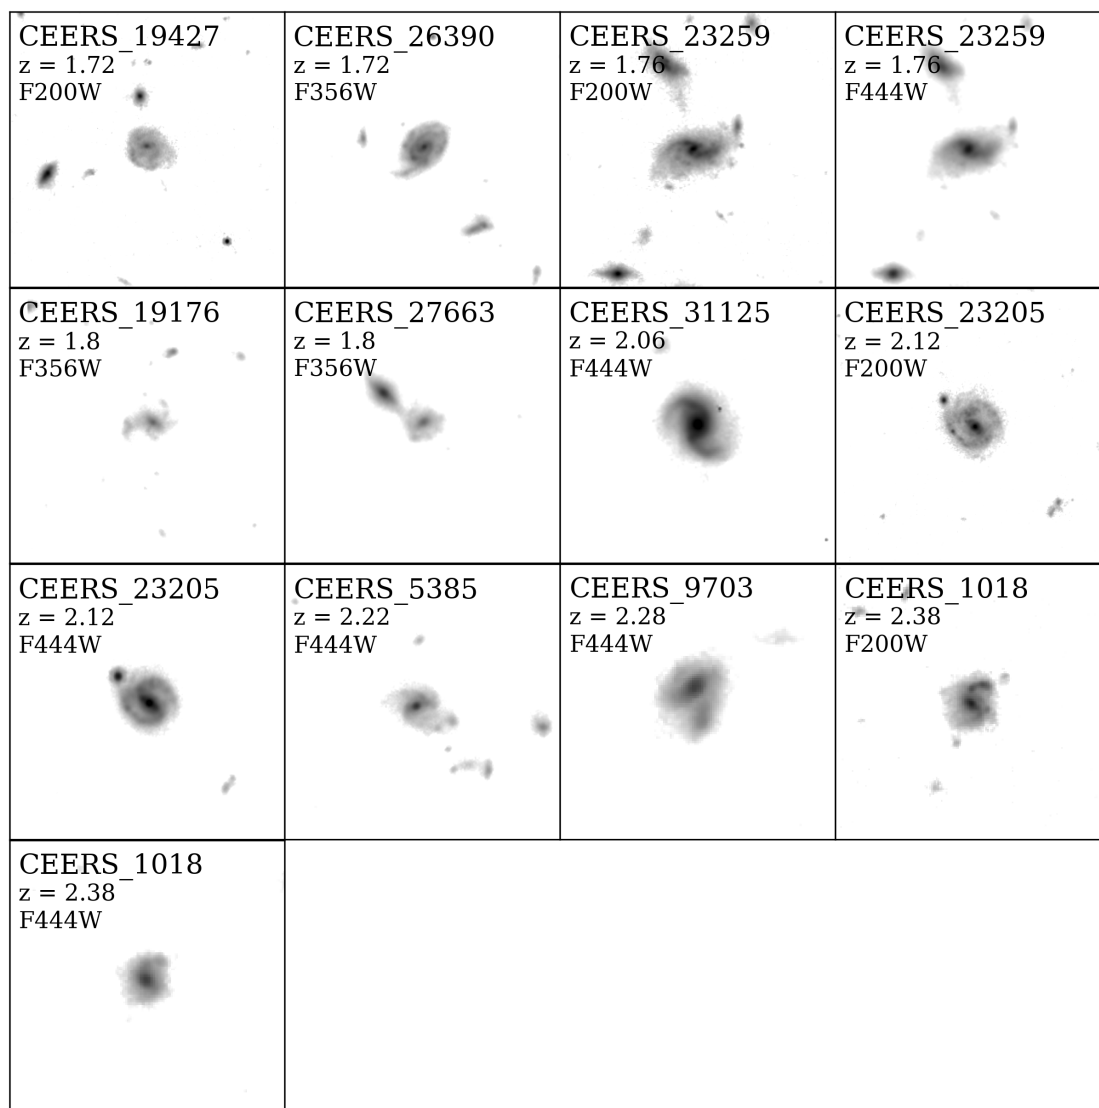 CEERS_19427
z = 1.72
F200W
CEERS_26390
z = 1.72
F356W
CEERS_23259
z = 1.76
F200W
CEERS_23259
z = 1.76
F444W
CEERS_19176
z = 1.8
F356W
CEERS_27663
z = 1.8
F356W
CEERS_31125
z = 2.06
F444W
CEERS_23205
z = 2.12
F200W
CEERS_23205
z = 2.12
F444W
CEERS_5385
z = 2.22
F444W
CEERS_9703
z = 2.28
F444W
CEERS_1018
z = 2.38
F200W
CEERS_1018
z = 2.38
F444W